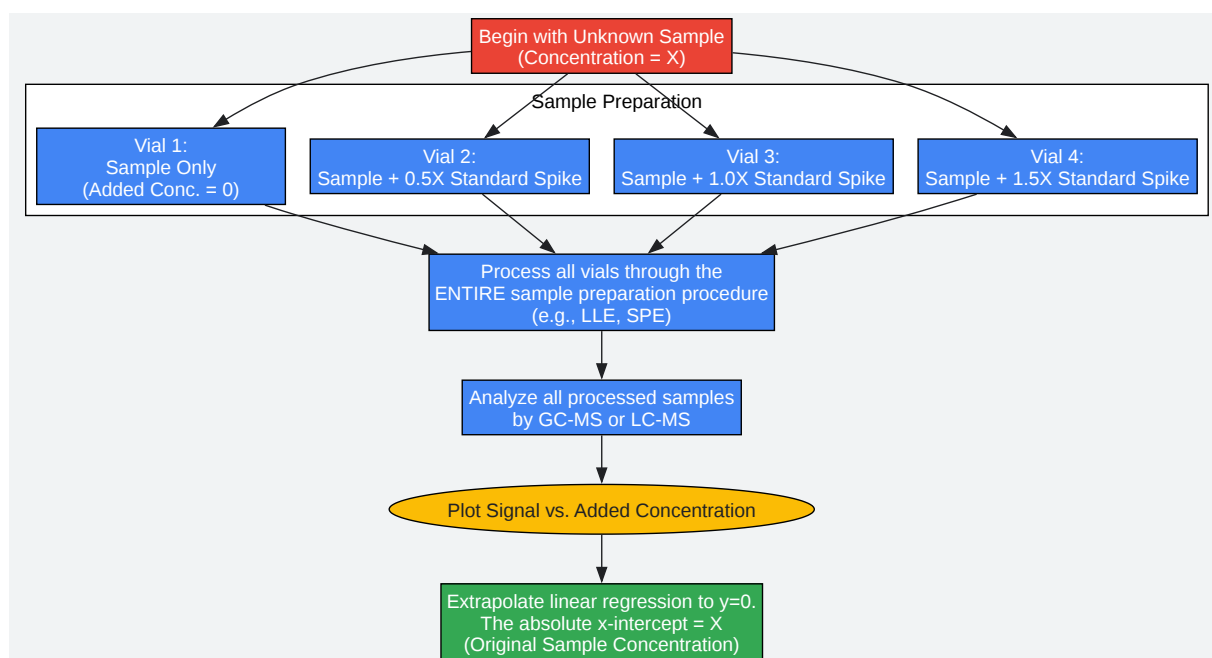 Begin with Unknown Sample
(Concentration = X)
Sample Preparation
Vial 1:
Sample Only
(Added Conc. = 0)
Vial 2:
Sample + 0.5X Standard Spike
Vial 3:
Sample + 1.0X Standard Spike
Vial 4:
Sample + 1.5X Standard Spike
Process all vials through the
ENTIRE sample preparation procedure
(e.g., LLE, SPE)
Analyze all processed samples
by GC-MS or LC-MS
Plot Signal vs. Added Concentration
Extrapolate linear regression to y=0.
The absolute x-intercept = X
(Original Sample Concentration)